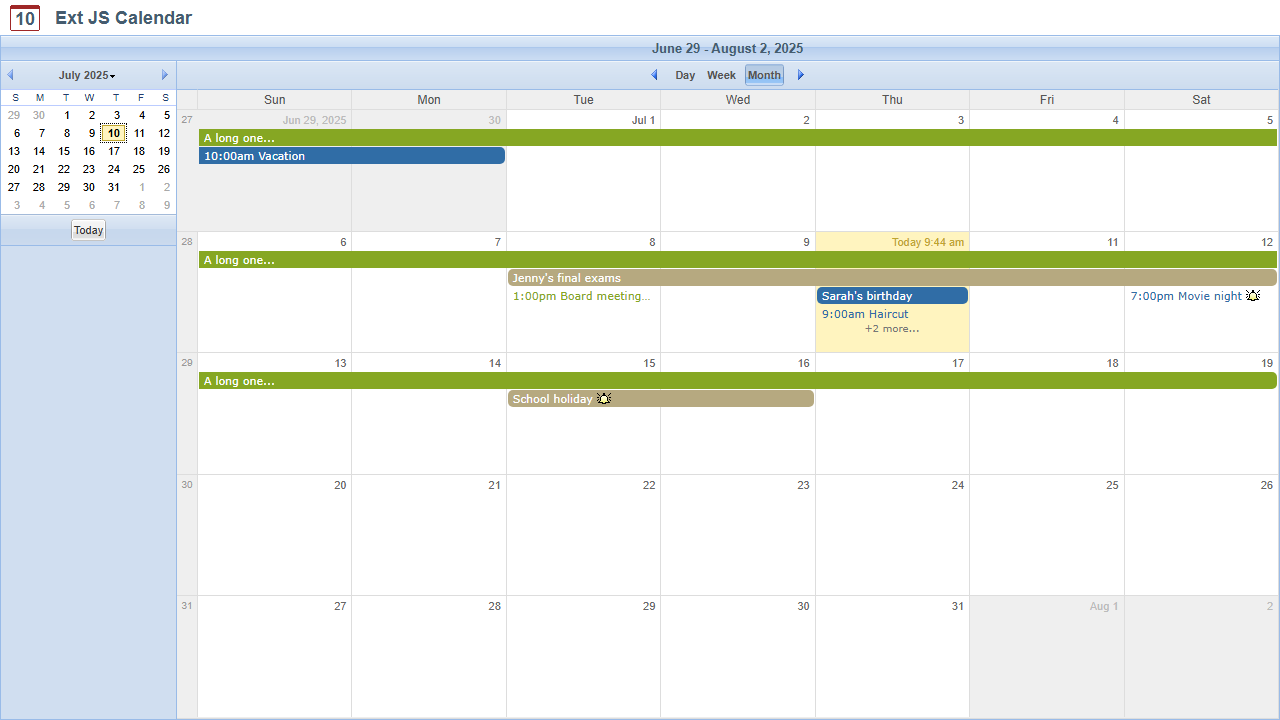 10 Ext JS Calendar
June 29 - August 2, 2025
July 2025
Day Week Month
S M T W T F S
29 30 1 2 3 4 5
6 7 8 9 10 11 12
13 14 15 16 17 18 19
20 21 22 23 24 25 26
27 28 29 30 31 1 2
3 4 5 6 7 8 9
Today
Sun Mon Tue Wed Thu Fri Sat
27 Jun 29, 2025 30 Jul 1 2 3 4 5
A long one...
10:00am Vacation
28 6 7 8 9 Today 9:44 am 11 12
A long one...
Jenny's final exams
1:00pm Board meeting... Sarah's birthday 7:00pm Movie night
9:00am Haircut
+2 more...
29 13 14 15 16 17 18 19
A long one...
School holiday
30 20 21 22 23 24 25 26
31 27 28 29 30 31 Aug 1 2